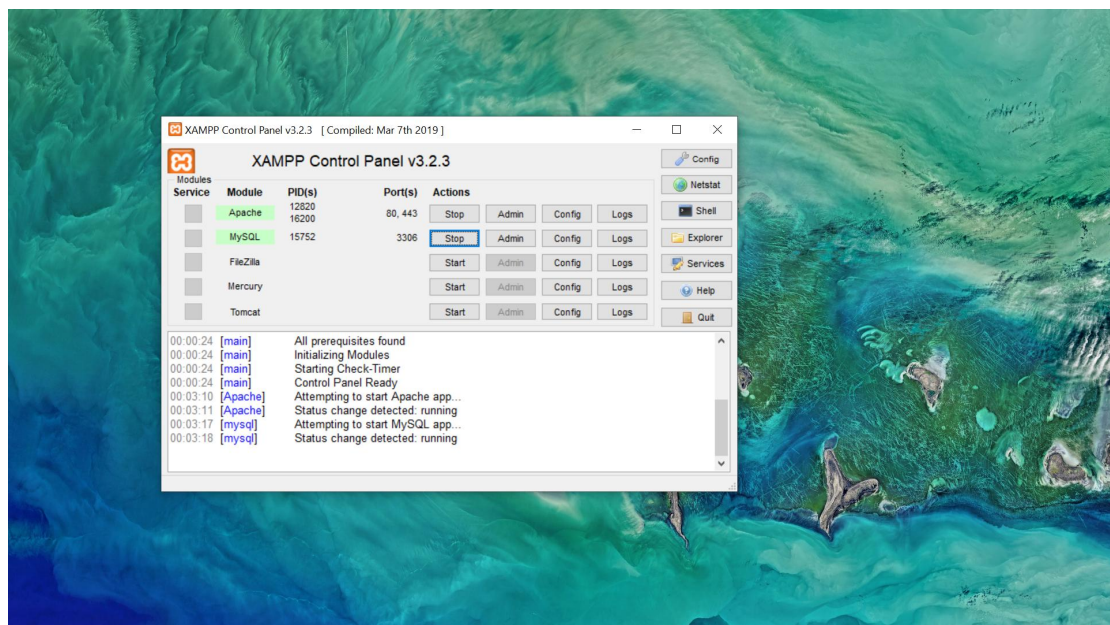 XAMPP Control Panel v3.2.3 [ Compiled: Mar 7th 2019 ]
XAMPP Control Panel v3.2.3
Config
Modules
Service Module PID(s) Port(s) Actions
Netstat
Apache 12820 16200 80, 443 Stop Admin Config Logs
Shell
MySQL 15752 3306 Stop Admin Config Logs
Explorer
FileZilla Start Admin Config Logs
Services
Mercury Start Admin Config Logs
Help
Tomcat Start Admin Config Logs
Quit
00:00:24 [main] All prerequisites found
00:00:24 [main] Initializing Modules
00:00:24 [main] Starting Check-Timer
00:00:24 [main] Control Panel Ready
00:03:10 [Apache] Attempting to start Apache app...
00:03:11 [Apache] Status change detected: running
00:03:17 [mysql] Attempting to start MySQL app...
00:03:18 [mysql] Status change detected: running